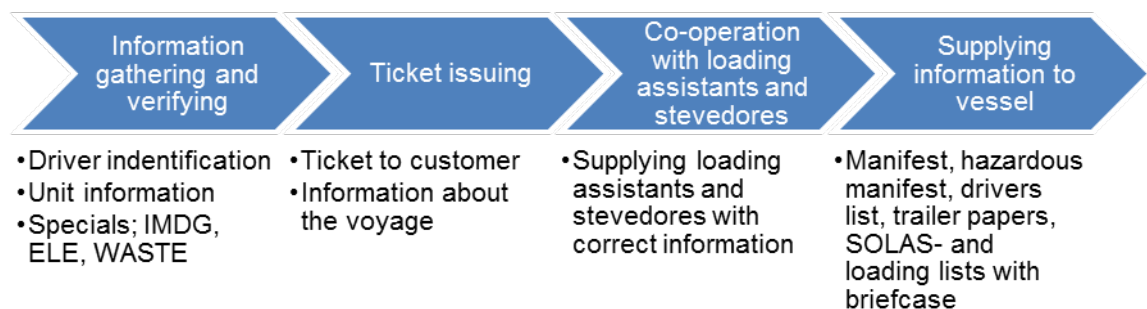 Information
gathering and
verifying
Ticket issuing
Co-operation
with loading
assistants and
stevedores
Supplying
information to
vessel
•Driver indentification
•Unit information
•Specials; IMDG,
ELE, WASTE
•Ticket to customer
•Information about
the voyage
•Supplying loading
assistants and
stevedores with
correct information
•Manifest, hazardous
manifest, drivers
list, trailer papers,
SOLAS- and
loading lists with
briefcase